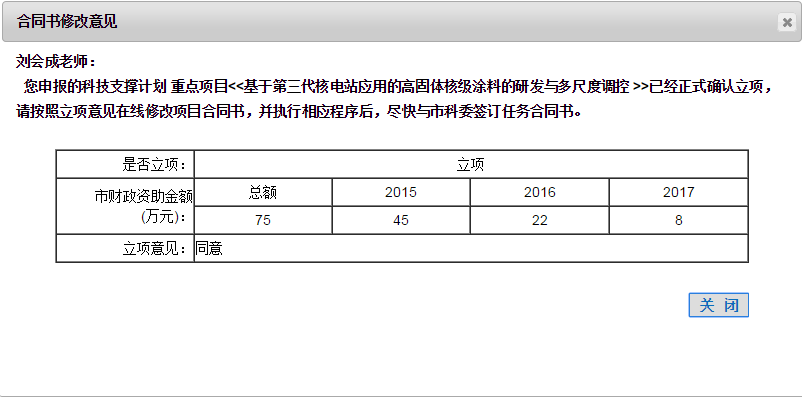 合同书修改意见
刘会成老师：
您申报的科技支撑计划 重点项目<<基于第三代核电站应用的高固体核级涂料的研发与多尺度调控 >>已经正式确认立项，
请按照立项意见在线修改项目合同书，并执行相应程序后，尽快与市科委签订任务合同书。
是否立项： 立项
市财政资助金额 总额 2015 2016 2017
(万元)： 75 45 22 8
立项意见： 同意
关 闭